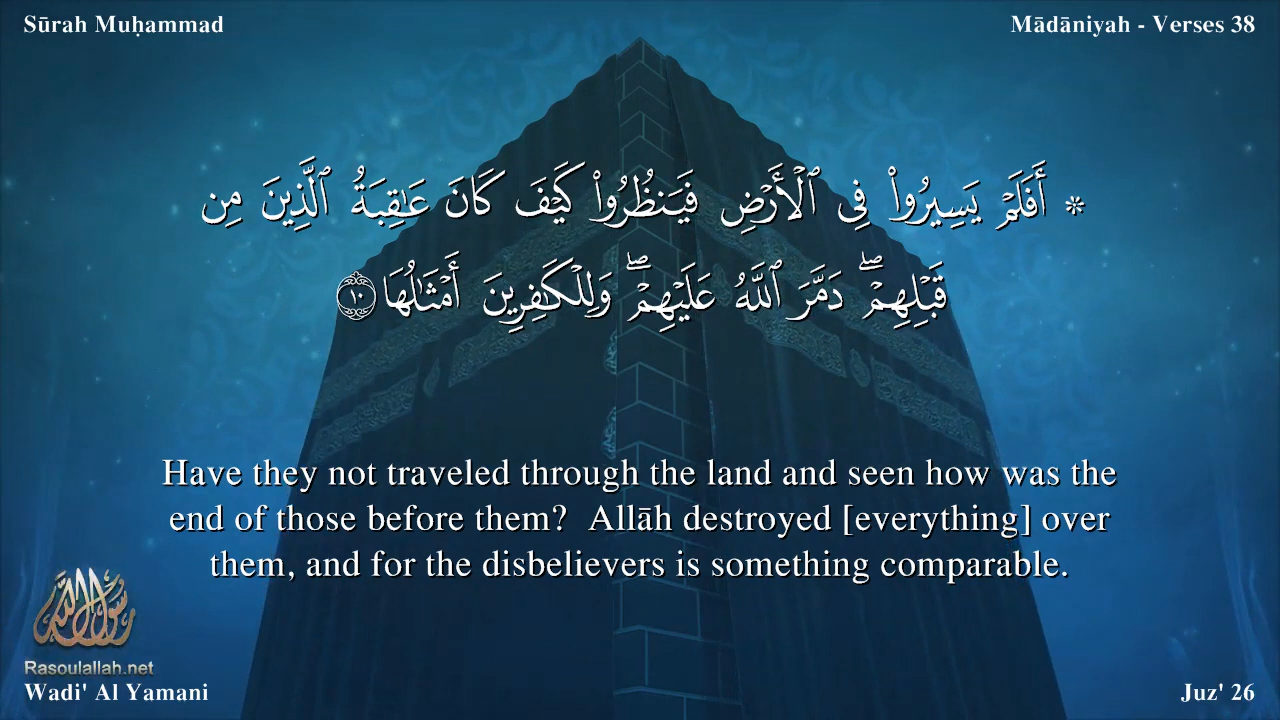 Sūrah Muḥammad
Mādāniyah - Verses 38
۞ أَفَلَمْ يَسِيرُوا۟ فِى ٱلْأَرْضِ فَيَنظُرُوا۟ كَيْفَ كَانَ عَـٰقِبَةُ ٱلَّذِينَ مِن
قَبْلِهِمْ ۖ دَمَّرَ ٱللَّهُ عَلَيْهِمْ ۖ وَلِلْكَـٰفِرِينَ أَمْثَـٰلُهَا ١٠
Have they not traveled through the land and seen how was the
end of those before them?  Allāh destroyed [everything] over
them, and for the disbelievers is something comparable.
رسول الله
Rasoulallah.net
Wadi' Al Yamani
Juz' 26